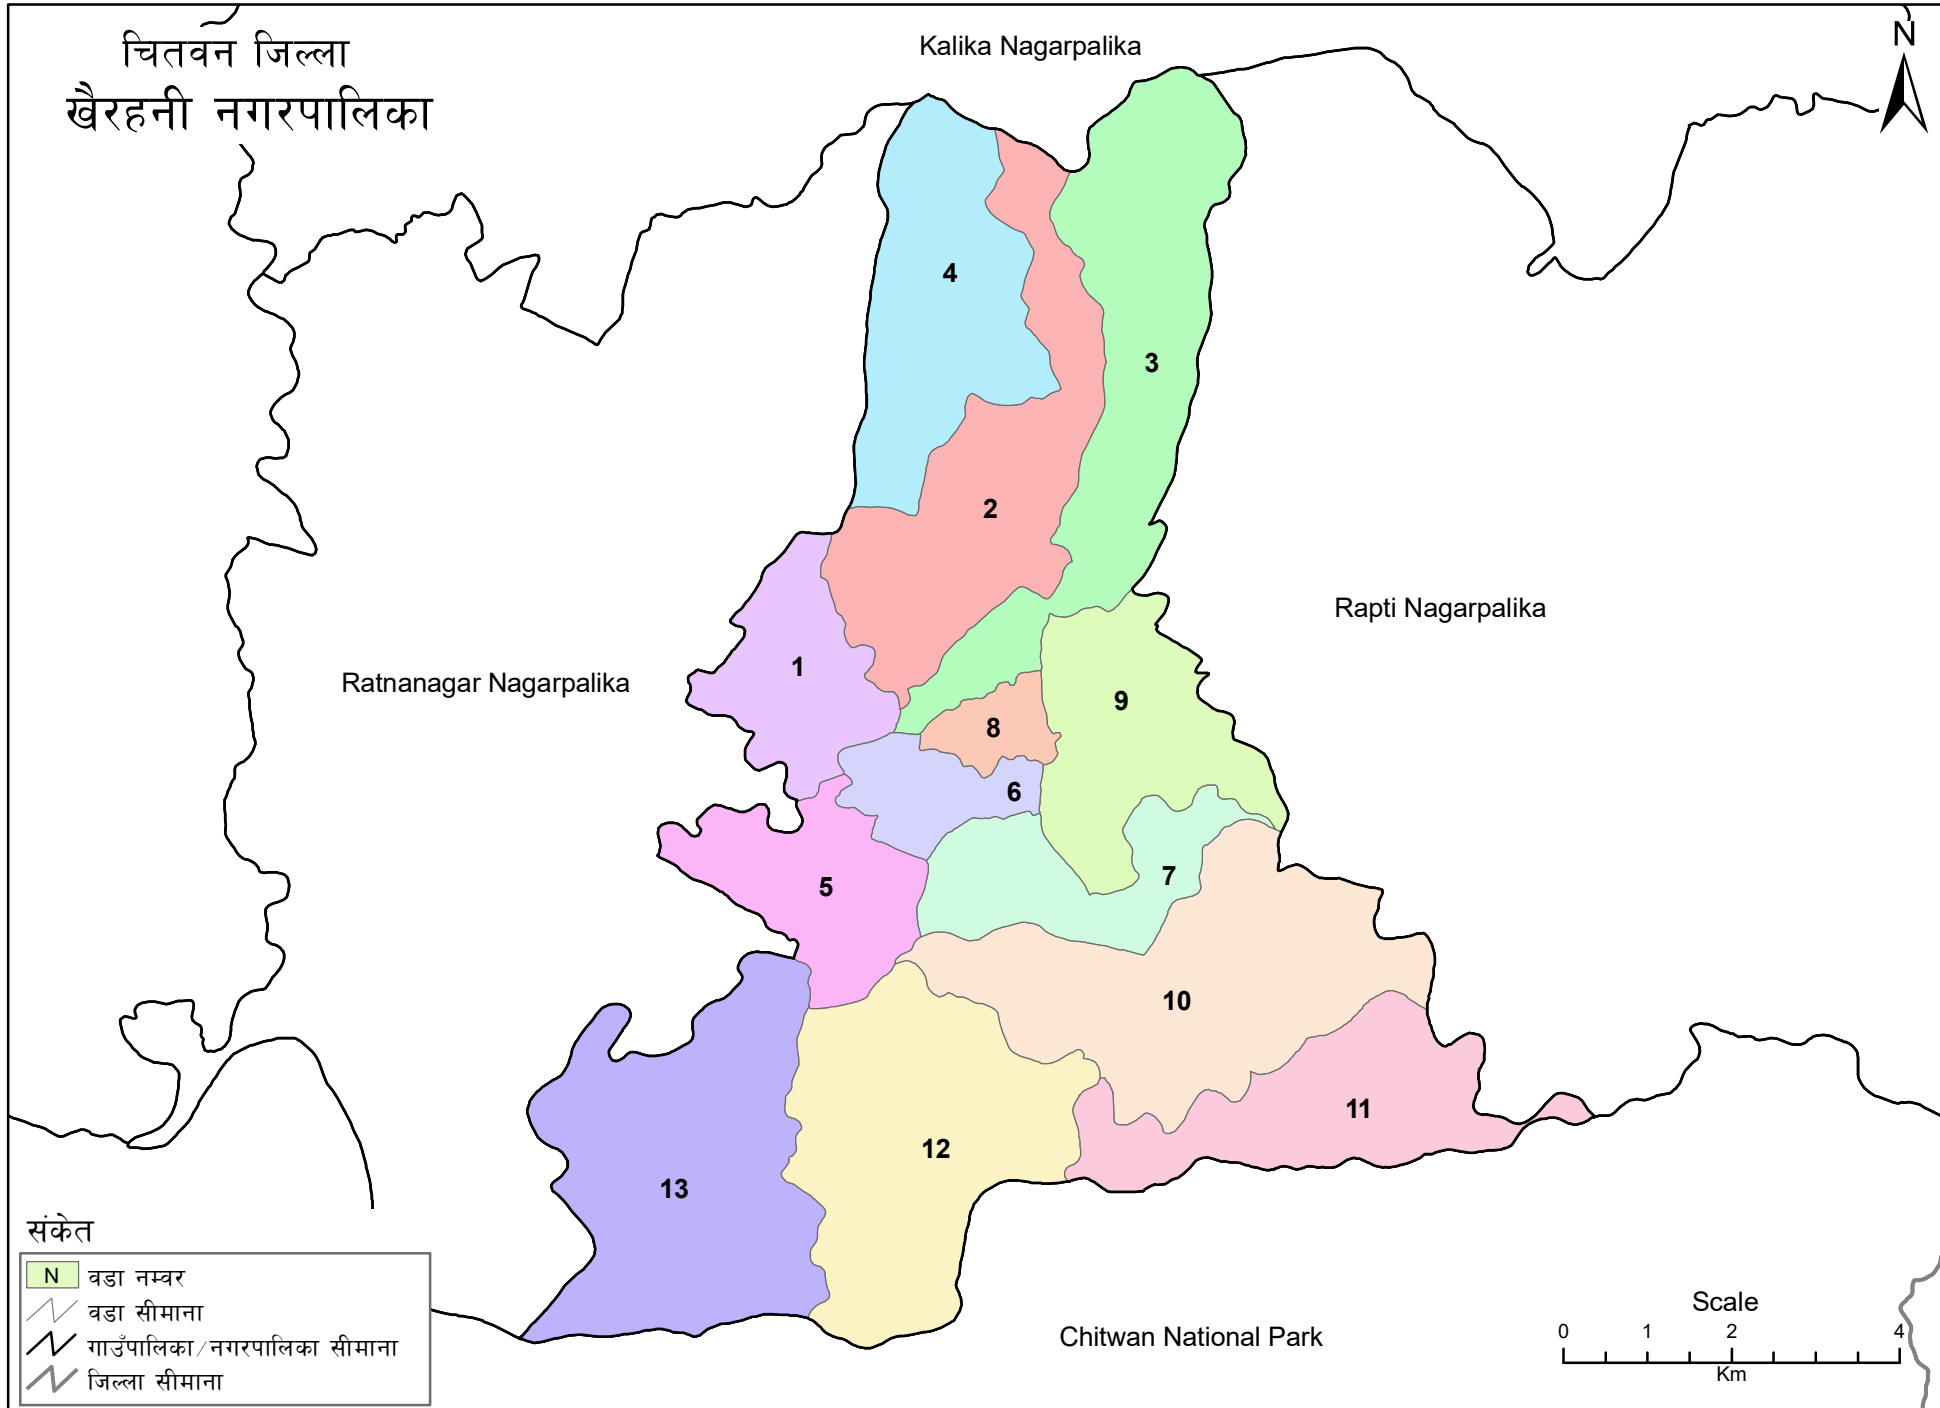 चितवन जिल्ला
खैरहनी नगरपालिका
Kalika Nagarpalika
N
4
3
2
Rapti Nagarpalika
1
Ratnanagar Nagarpalika
9
8
6
7
5
10
11
12
13
संकेत
N वडा नम्वर
वडा सीमाना
गाउँपालिका/नगरपालिका सीमाना
जिल्ला सीमाना
Chitwan National Park
Scale
0 1 2 4
Km